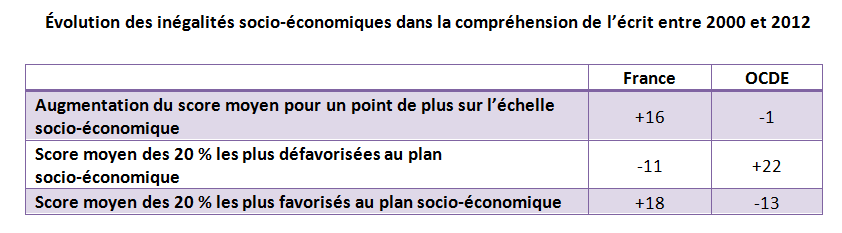 Évolution des inégalités socio-économiques dans la compréhension de l’écrit entre 2000 et 2012
France OCDE
Augmentation du score moyen pour un point de plus sur l’échelle
socio-économique +16 -1
Score moyen des 20 % les plus défavorisées au plan
socio-économique -11 +22
Score moyen des 20 % les plus favorisés au plan socio-économique +18 -13